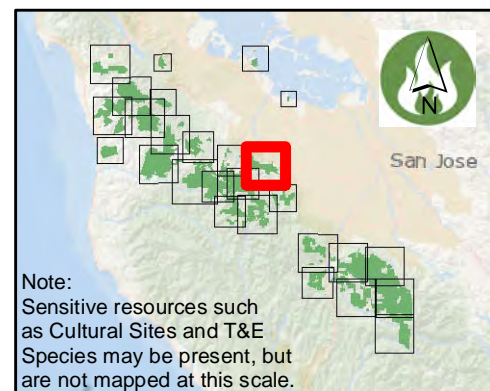 N
San Jose
Note:
Sensitive resources such
as Cultural Sites and T&E
Species may be present, but
are not mapped at this scale.